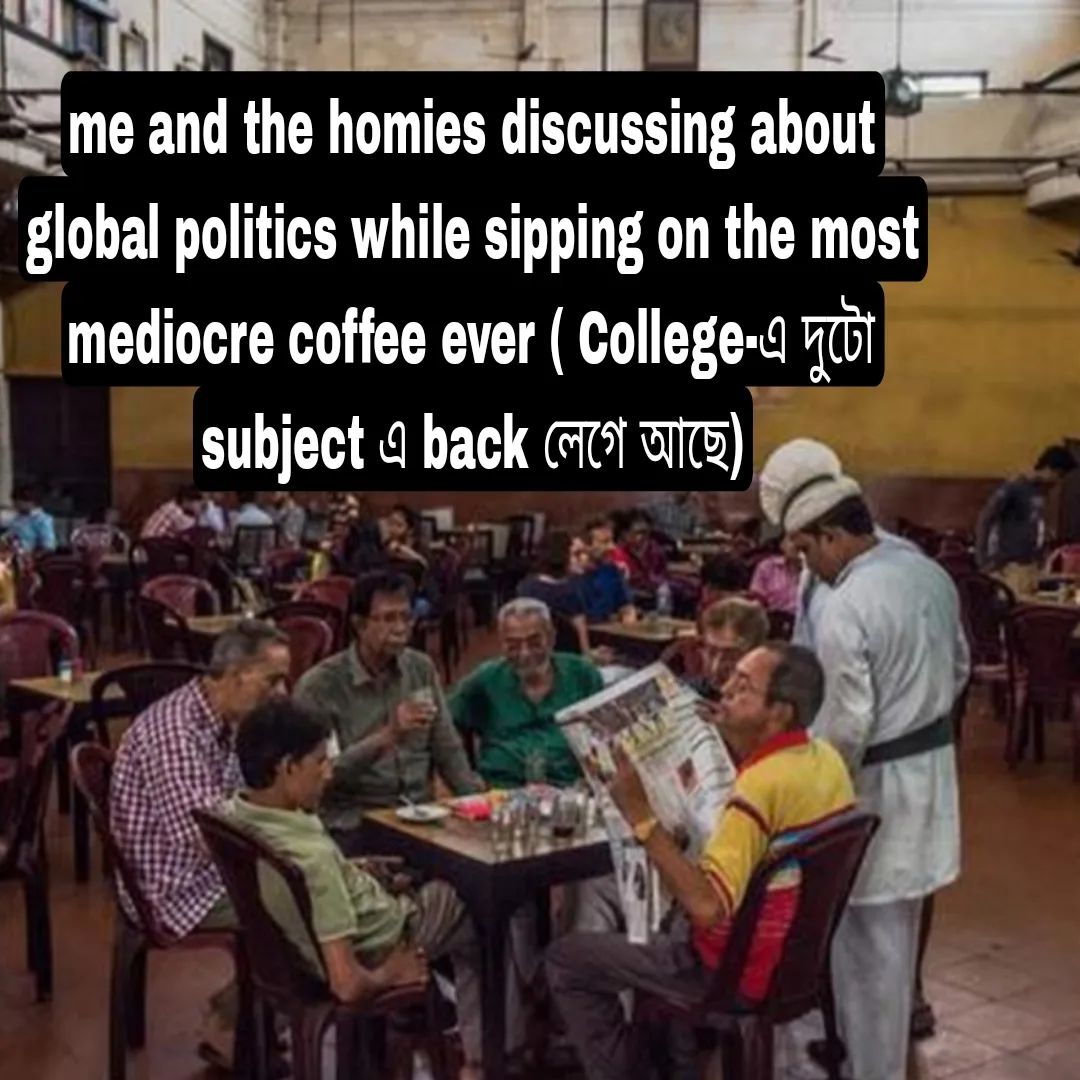 me and the homies discussing about
global politics while sipping on the most
mediocre coffee ever ( College-এ দুটো
subject এ back লেগে আছে)